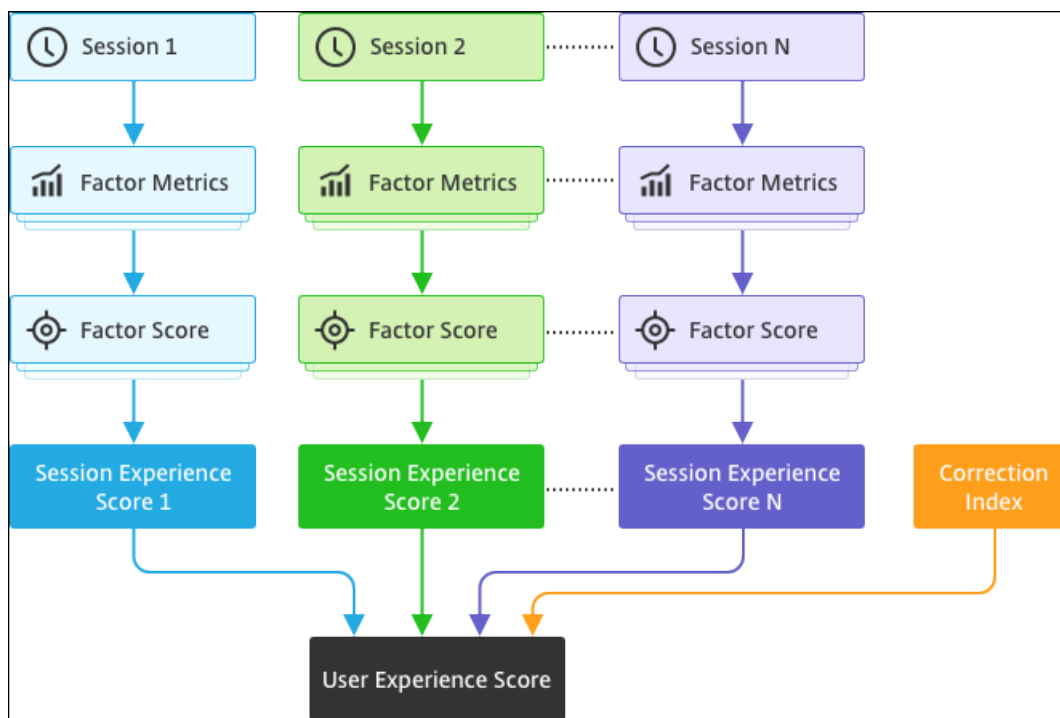 Session 1
Session 2
Session N
Factor Metrics
Factor Metrics
Factor Metrics
Factor Score
Factor Score
Factor Score
Session Experience
Score 1
Session Experience
Score 2
Session Experience
Score N
Correction
Index
User Experience Score